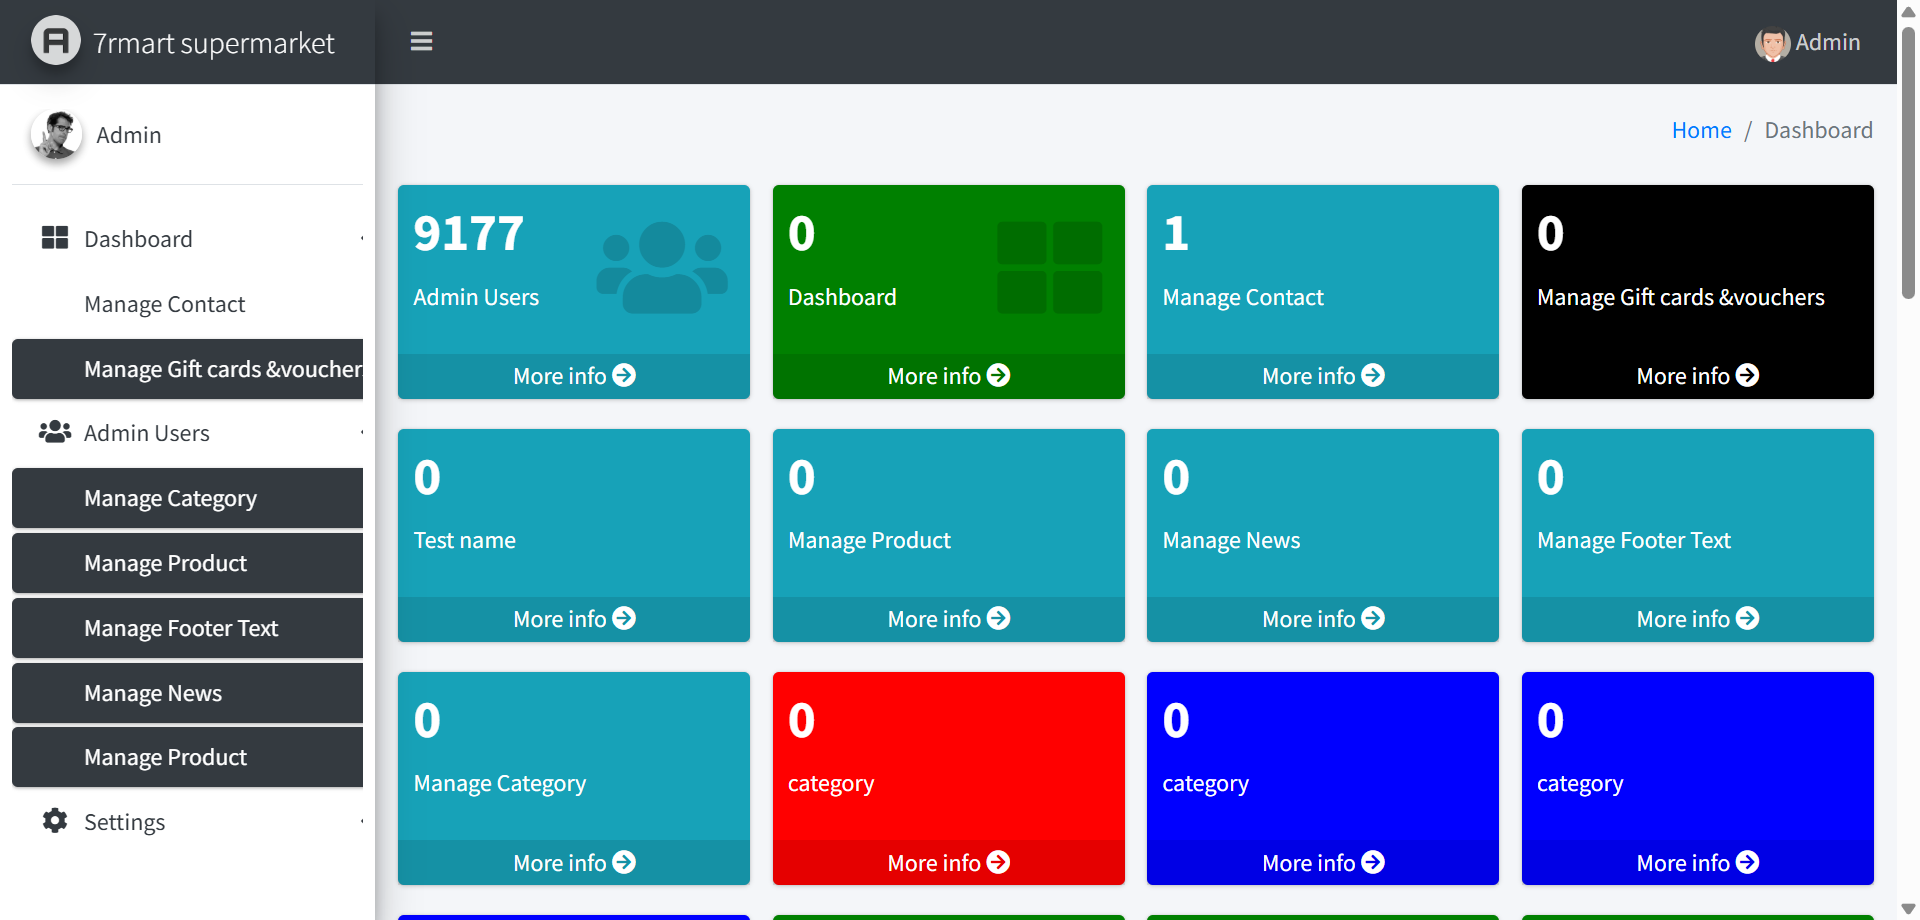 7rmart supermarket
Admin
Admin
Home / Dashboard
Dashboard
Manage Contact
Manage Gift cards &voucher
Admin Users
Manage Category
Manage Product
Manage Footer Text
Manage News
Manage Product
Settings
9177
Admin Users
More info
0
Dashboard
More info
1
Manage Contact
More info
0
Manage Gift cards &vouchers
More info
0
Test name
More info
0
Manage Product
More info
0
Manage News
More info
0
Manage Footer Text
More info
0
Manage Category
More info
0
category
More info
0
category
More info
0
category
More info